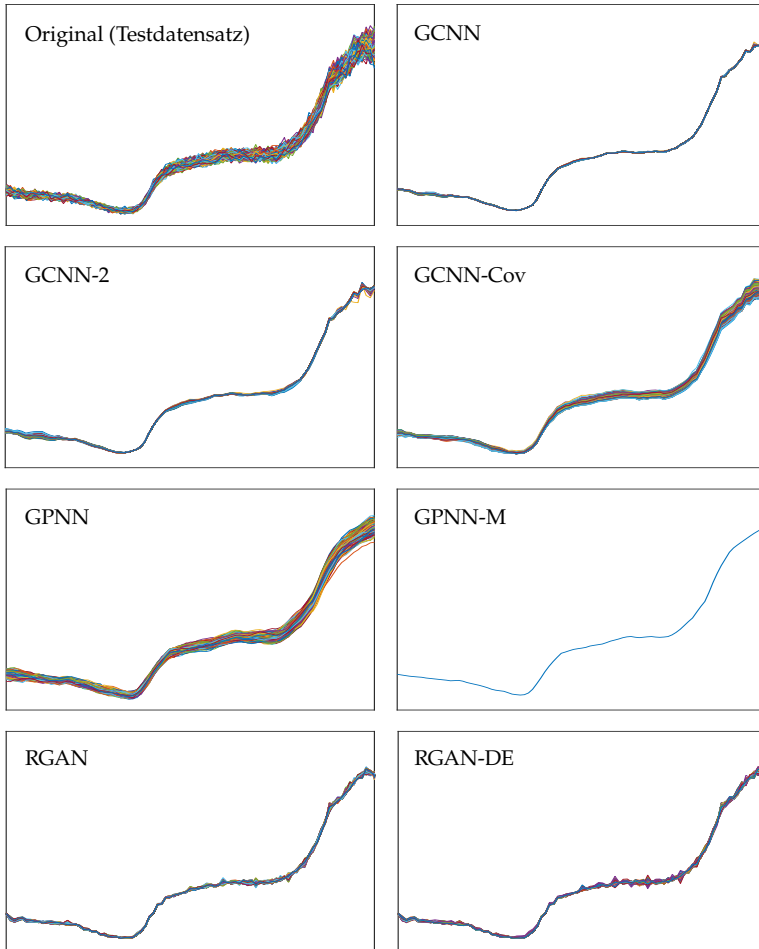 Original (Testdatensatz)
GCNN
GCNN-2
GCNN-Cov
GPNN
GPNN-M
RGAN
RGAN-DE